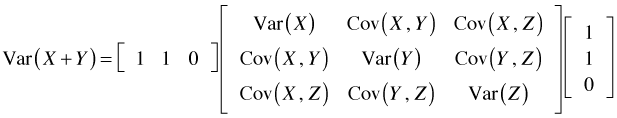 Var(X+Y)=[ 1 1 0 ][ Var(X) Cov(X,Y) Cov(X,Z) ][ 1 ]
Cov(X,Y) Var(Y) Cov(Y,Z) 1
Cov(X,Z) Cov(Y,Z) Var(Z) 0